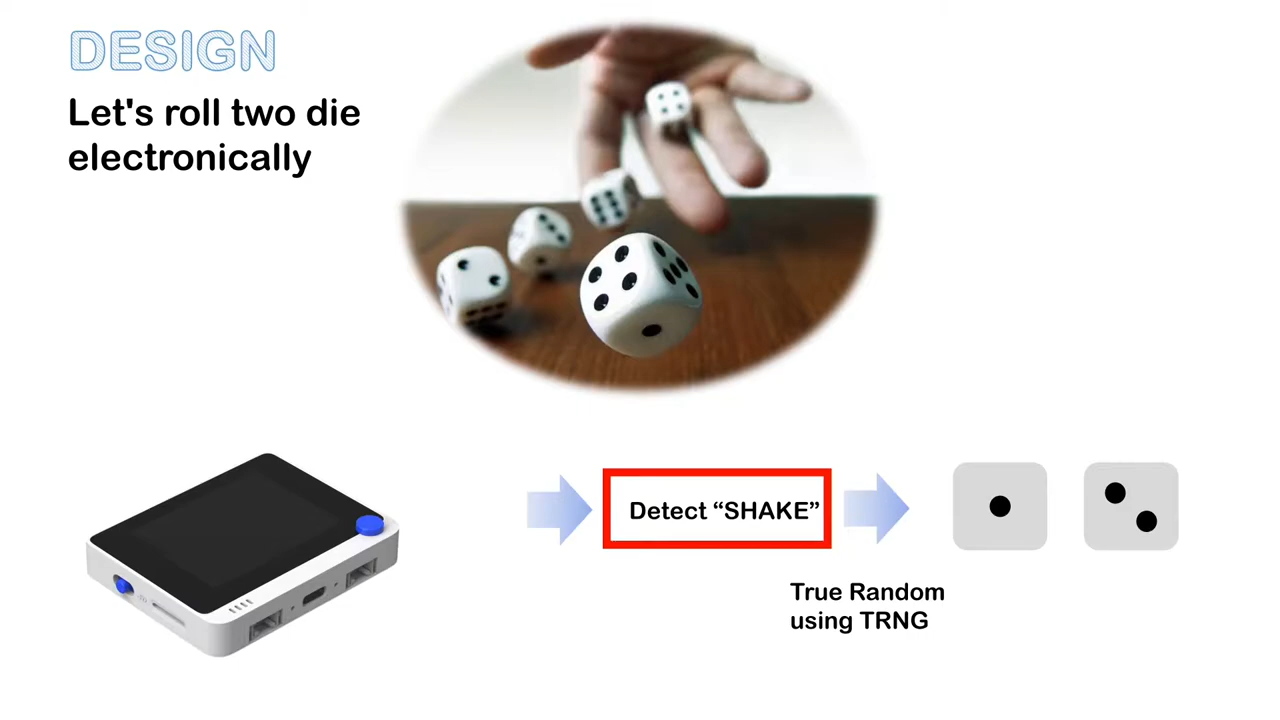 DESIGN
Let's roll two die
electronically
Detect “SHAKE”
True Random
using TRNG